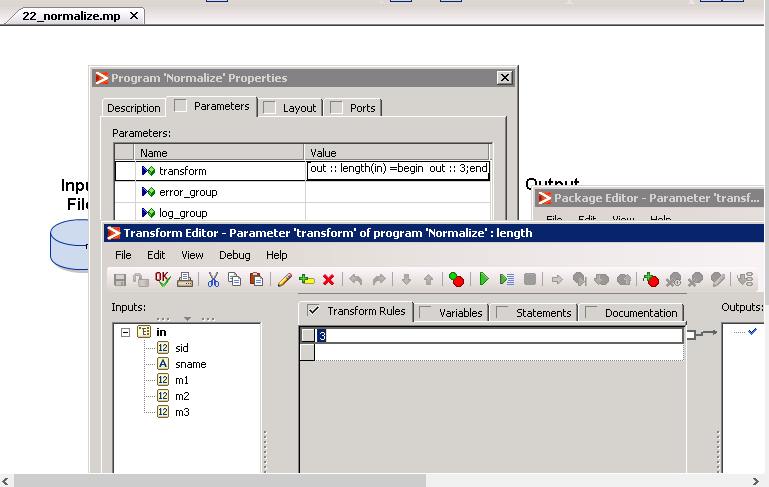 22_normalize.mp
Program 'Normalize' Properties
Description Parameters Layout Ports
Parameters:
Name Value
transform out :: length(in) =begin out :: 3;end
error_group
log_group
Inpu
File
Output
Package Editor - Parameter 'transf...
File Edit View Help
Transform Editor - Parameter 'transform' of program 'Normalize' : length
File Edit View Debug Help
OK
Inputs:
Transform Rules Variables Statements Documentation
Outputs:
in
12 sid
A sname
12 m1
12 m2
12 m3
3